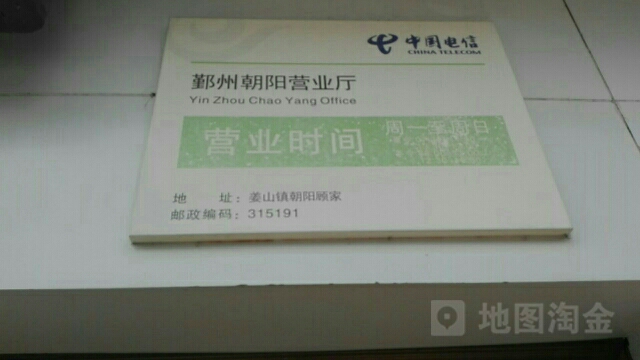 中国电信
CHINA TELECOM
鄞州朝阳营业厅
Yin Zhou Chao Yang Office
营业时间 周一至周日
地 址：姜山镇朝阳顾家
邮政编码：315191
地图淘金